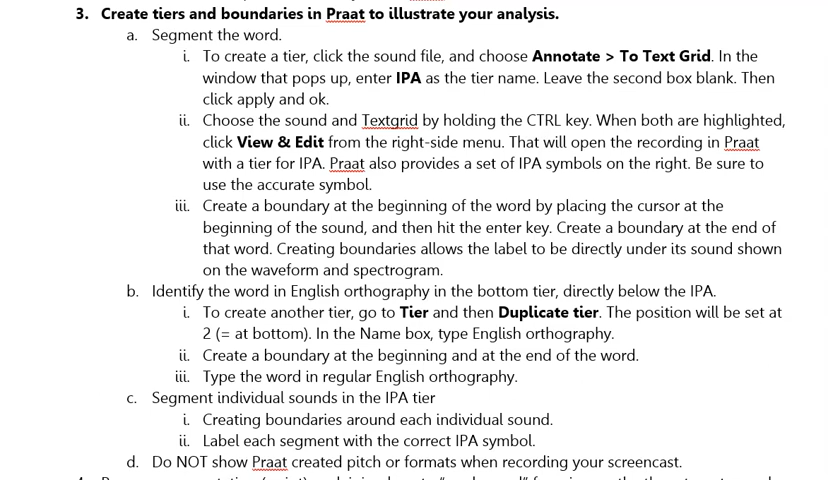 3. Create tiers and boundaries in Praat to illustrate your analysis.
a. Segment the word.
i. To create a tier, click the sound file, and choose Annotate > To Text Grid. In the
window that pops up, enter IPA as the tier name. Leave the second box blank. Then
click apply and ok.
ii. Choose the sound and Textgrid by holding the CTRL key. When both are highlighted,
click View & Edit from the right-side menu. That will open the recording in Praat
with a tier for IPA. Praat also provides a set of IPA symbols on the right. Be sure to
use the accurate symbol.
iii. Create a boundary at the beginning of the word by placing the cursor at the
beginning of the sound, and then hit the enter key. Create a boundary at the end of
that word. Creating boundaries allows the label to be directly under its sound shown
on the waveform and spectrogram.
b. Identify the word in English orthography in the bottom tier, directly below the IPA.
i. To create another tier, go to Tier and then Duplicate tier. The position will be set at
2 (= at bottom). In the Name box, type English orthography.
ii. Create a boundary at the beginning and at the end of the word.
iii. Type the word in regular English orthography.
c. Segment individual sounds in the IPA tier
i. Creating boundaries around each individual sound.
ii. Label each segment with the correct IPA symbol.
d. Do NOT show Praat created pitch or formats when recording your screencast.